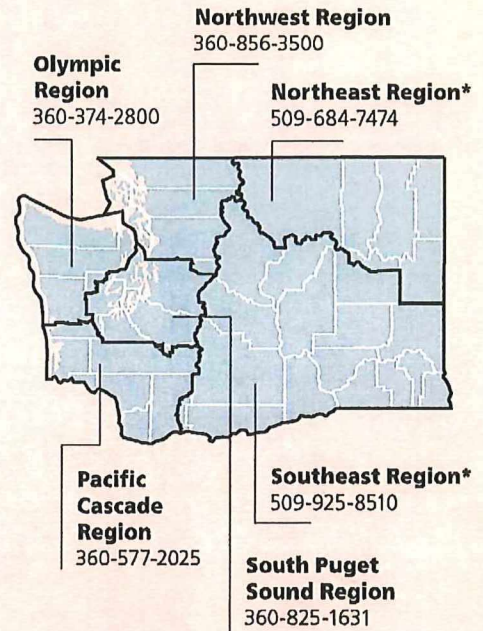 Northwest Region
360-856-3500
Olympic
Region
360-374-2800
Northeast Region*
509-684-7474
Pacific
Cascade
Region
360-577-2025
Southeast Region*
509-925-8510
South Puget
Sound Region
360-825-1631